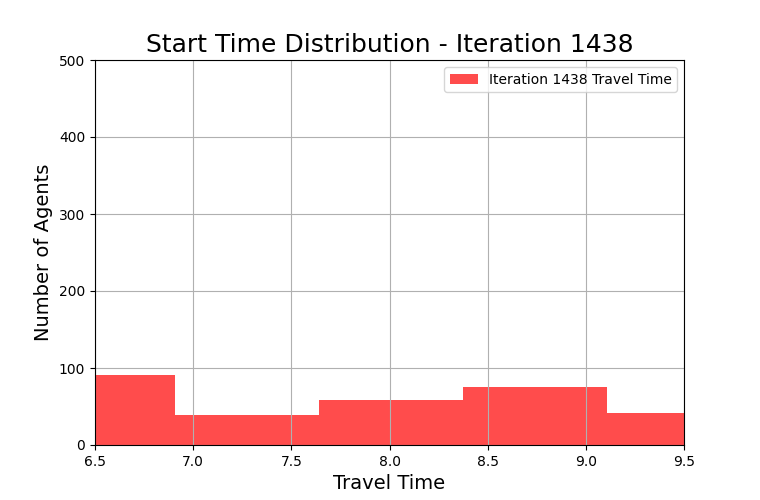 Start Time Distribution - Iteration 1438
Iteration 1438 Travel Time
Number of Agents
500
400
300
200
100
0
6.5 7.0 7.5 8.0 8.5 9.0 9.5
Travel Time